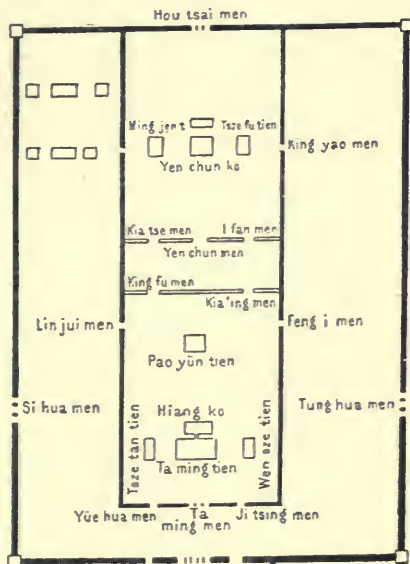 Hou tsai men
Ming jen t Tsze fu tien
King yao men
Yen chun ko
Kia tse men I fan men
Yen chun men
King fu men
Kia'ing men
Lin jui men Feng i men
Pao yün tien
Si hua men Tung hua men
Hiang ko
Tsze tan tien
Wen sze tien
Ta ming tien
Yüe hua men Ta Ji tsing men
ming men